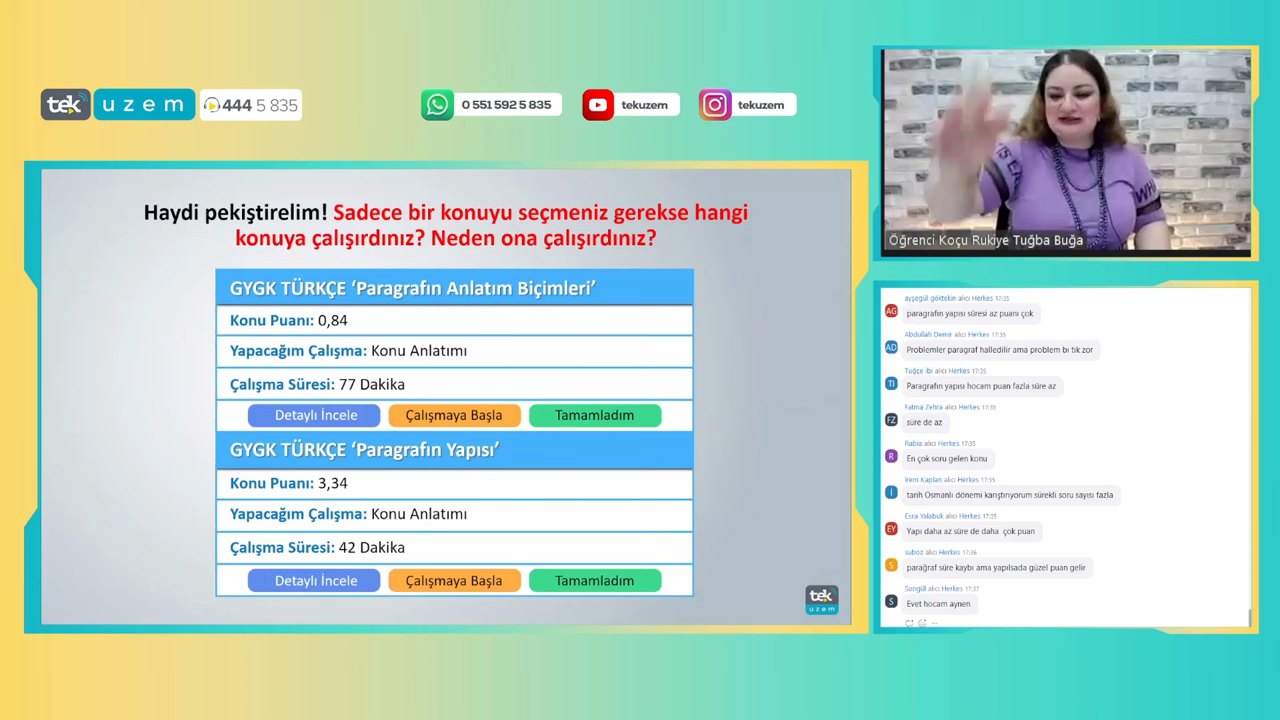 tek uzem 444 5 835
0 551 592 5 835
tekuzem
tekuzem
Haydi pekiştirelim! Sadece bir konuyu seçmeniz gerekse hangi
konuya çalışırdınız? Neden ona çalışırdınız?
GYGK TÜRKÇE ‘Paragrafın Anlatım Biçimleri’
Konu Puanı: 0,84
Yapacağım Çalışma: Konu Anlatımı
Çalışma Süresi: 77 Dakika
Detaylı İncele Çalışmaya Başla Tamamladım
GYGK TÜRKÇE ‘Paragrafın Yapısı’
Konu Puanı: 3,34
Yapacağım Çalışma: Konu Anlatımı
Çalışma Süresi: 42 Dakika
Detaylı İncele Çalışmaya Başla Tamamladım
tek
uzem
Öğrenci Koçu Rukiye Tuğba Buğa
ayşegül göktekin alıcı Herkes 17:35
AG paragrafın yapısı süresi az puanı çok
Abdullah Demir alıcı Herkes 17:35
AD Problemler paragraf halledilir ama problem bı tık zor
Tuğçe ibi alıcı Herkes 17:35
Tİ Paragrafın yapısı hocam puan fazla süre az
Fatma Zehra alıcı Herkes 17:35
FZ süre de az
Rabia alıcı Herkes 17:35
R En çok soru gelen konu
İrem Kaplan alıcı Herkes 17:35
İ tarih Osmanlı dönemi karıştırıyorum sürekli soru sayısı fazla
Esra Yalabuk alıcı Herkes 17:35
EY Yapı daha az süre de daha çok puan
suboz alıcı Herkes 17:36
S parağraf süre kaybı ama yapılsada güzel puan gelir
Songül alıcı Herkes 17:37
S Evet hocam aynen